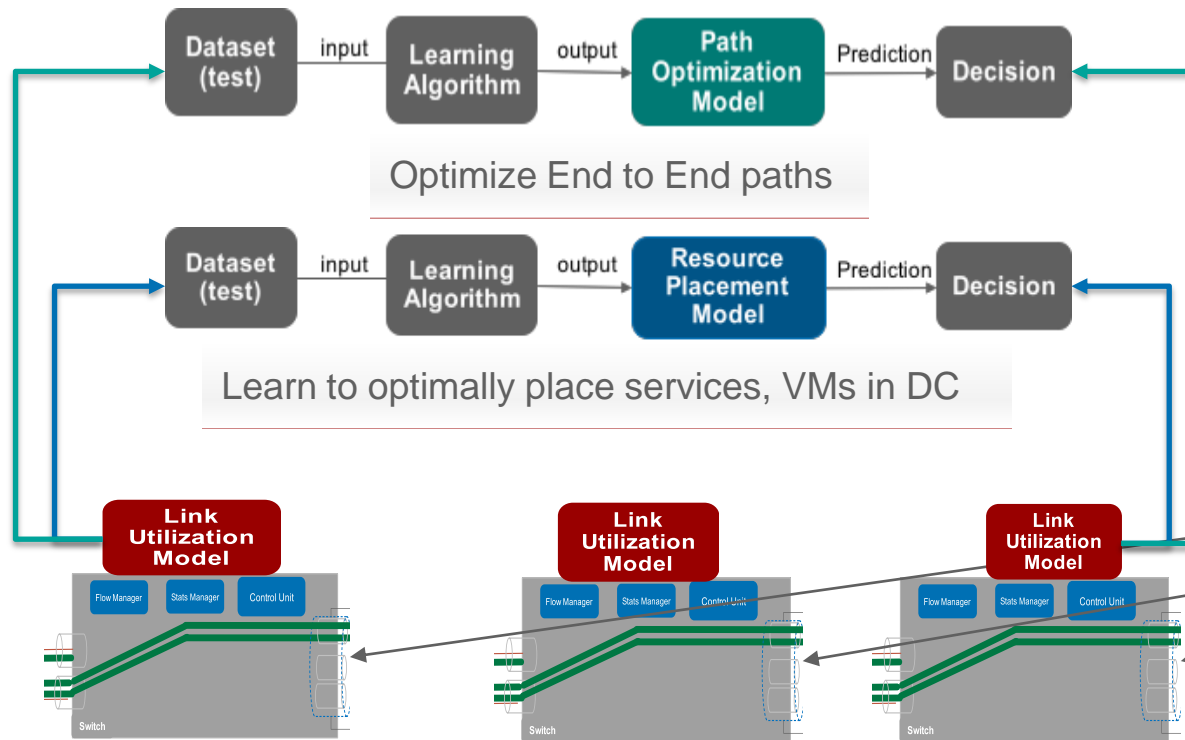 Dataset
(test)
input
Learning
Algorithm
output
Path
Optimization
Model
Prediction
Decision
Optimize End to End paths
Dataset
(test)
input
Learning
Algorithm
output
Resource
Placement
Model
Prediction
Decision
Learn to optimally place services, VMs in DC
Link
Utilization
Model
Flow Manager
Stats Manager
Control Unit
Switch
Link
Utilization
Model
Flow Manager
Stats Manager
Control Unit
Switch
Link
Utilization
Model
Flow Manager
Stats Manager
Control Unit
Switch